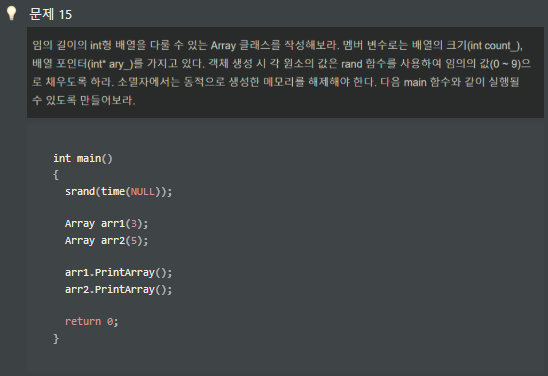 문제 15
임의 길이의 int형 배열을 다룰 수 있는 Array 클래스를 작성해보라. 멤버 변수로는 배열의 크기(int count_),
배열 포인터(int* ary_)를 가지고 있다. 객체 생성 시 각 원소의 값은 rand 함수를 사용하여 임의의 값(0 ~ 9)으
로 채우도록 하라. 소멸자에서는 동적으로 생성한 메모리를 해제해야 한다. 다음 main 함수와 같이 실행될
수 있도록 만들어보라.
int main()
{
srand(time(NULL));
Array arr1(3);
Array arr2(5);
arr1.PrintArray();
arr2.PrintArray();
return 0;
}